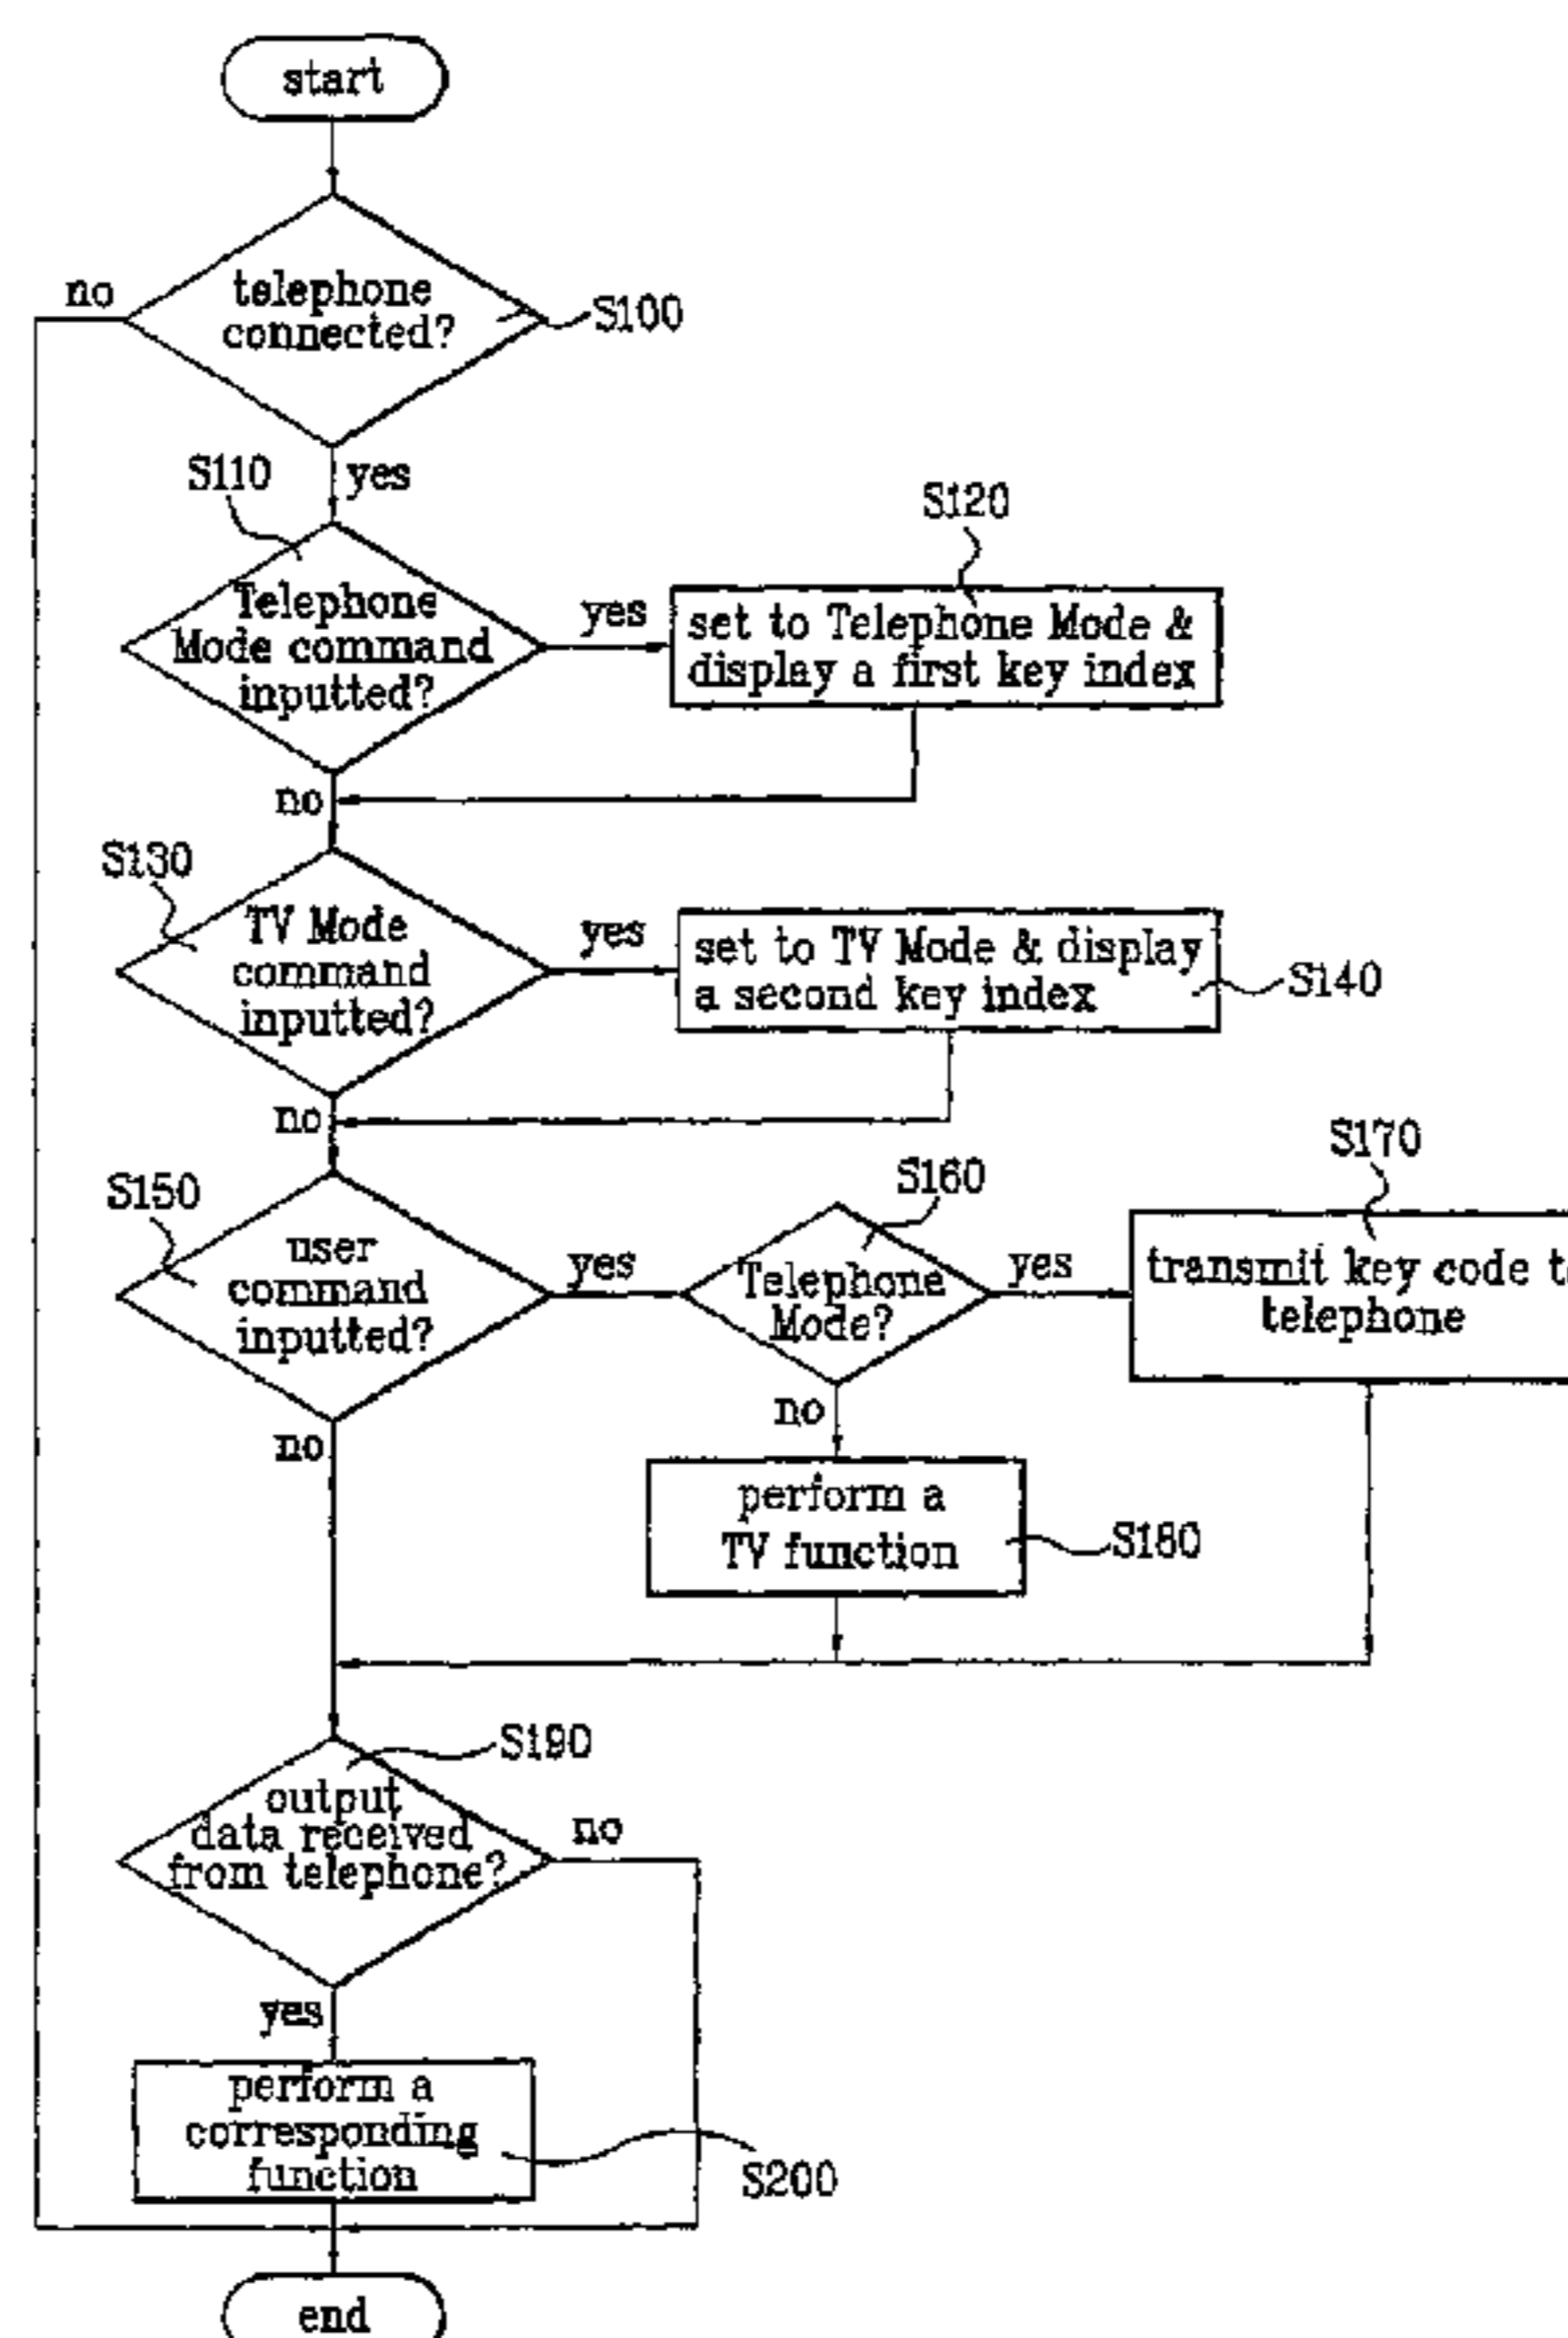 start
no
telephone
connected?
S100
S110
yes
S120
Telephone
Mode command
inputted?
yes
set to Telephone Mode &
display a first key index
no
S130
TV Mode
command
inputted?
yes
set to TV Mode & display
a second key index
S140
no
S150
user
command
inputted?
yes
S160
Telephone
Mode?
yes
S170
transmit key code
telephone
no
no
perform a
TV function
S180
S190
output
data received
from telephone?
no
yes
perform a
corresponding
function
S200
end